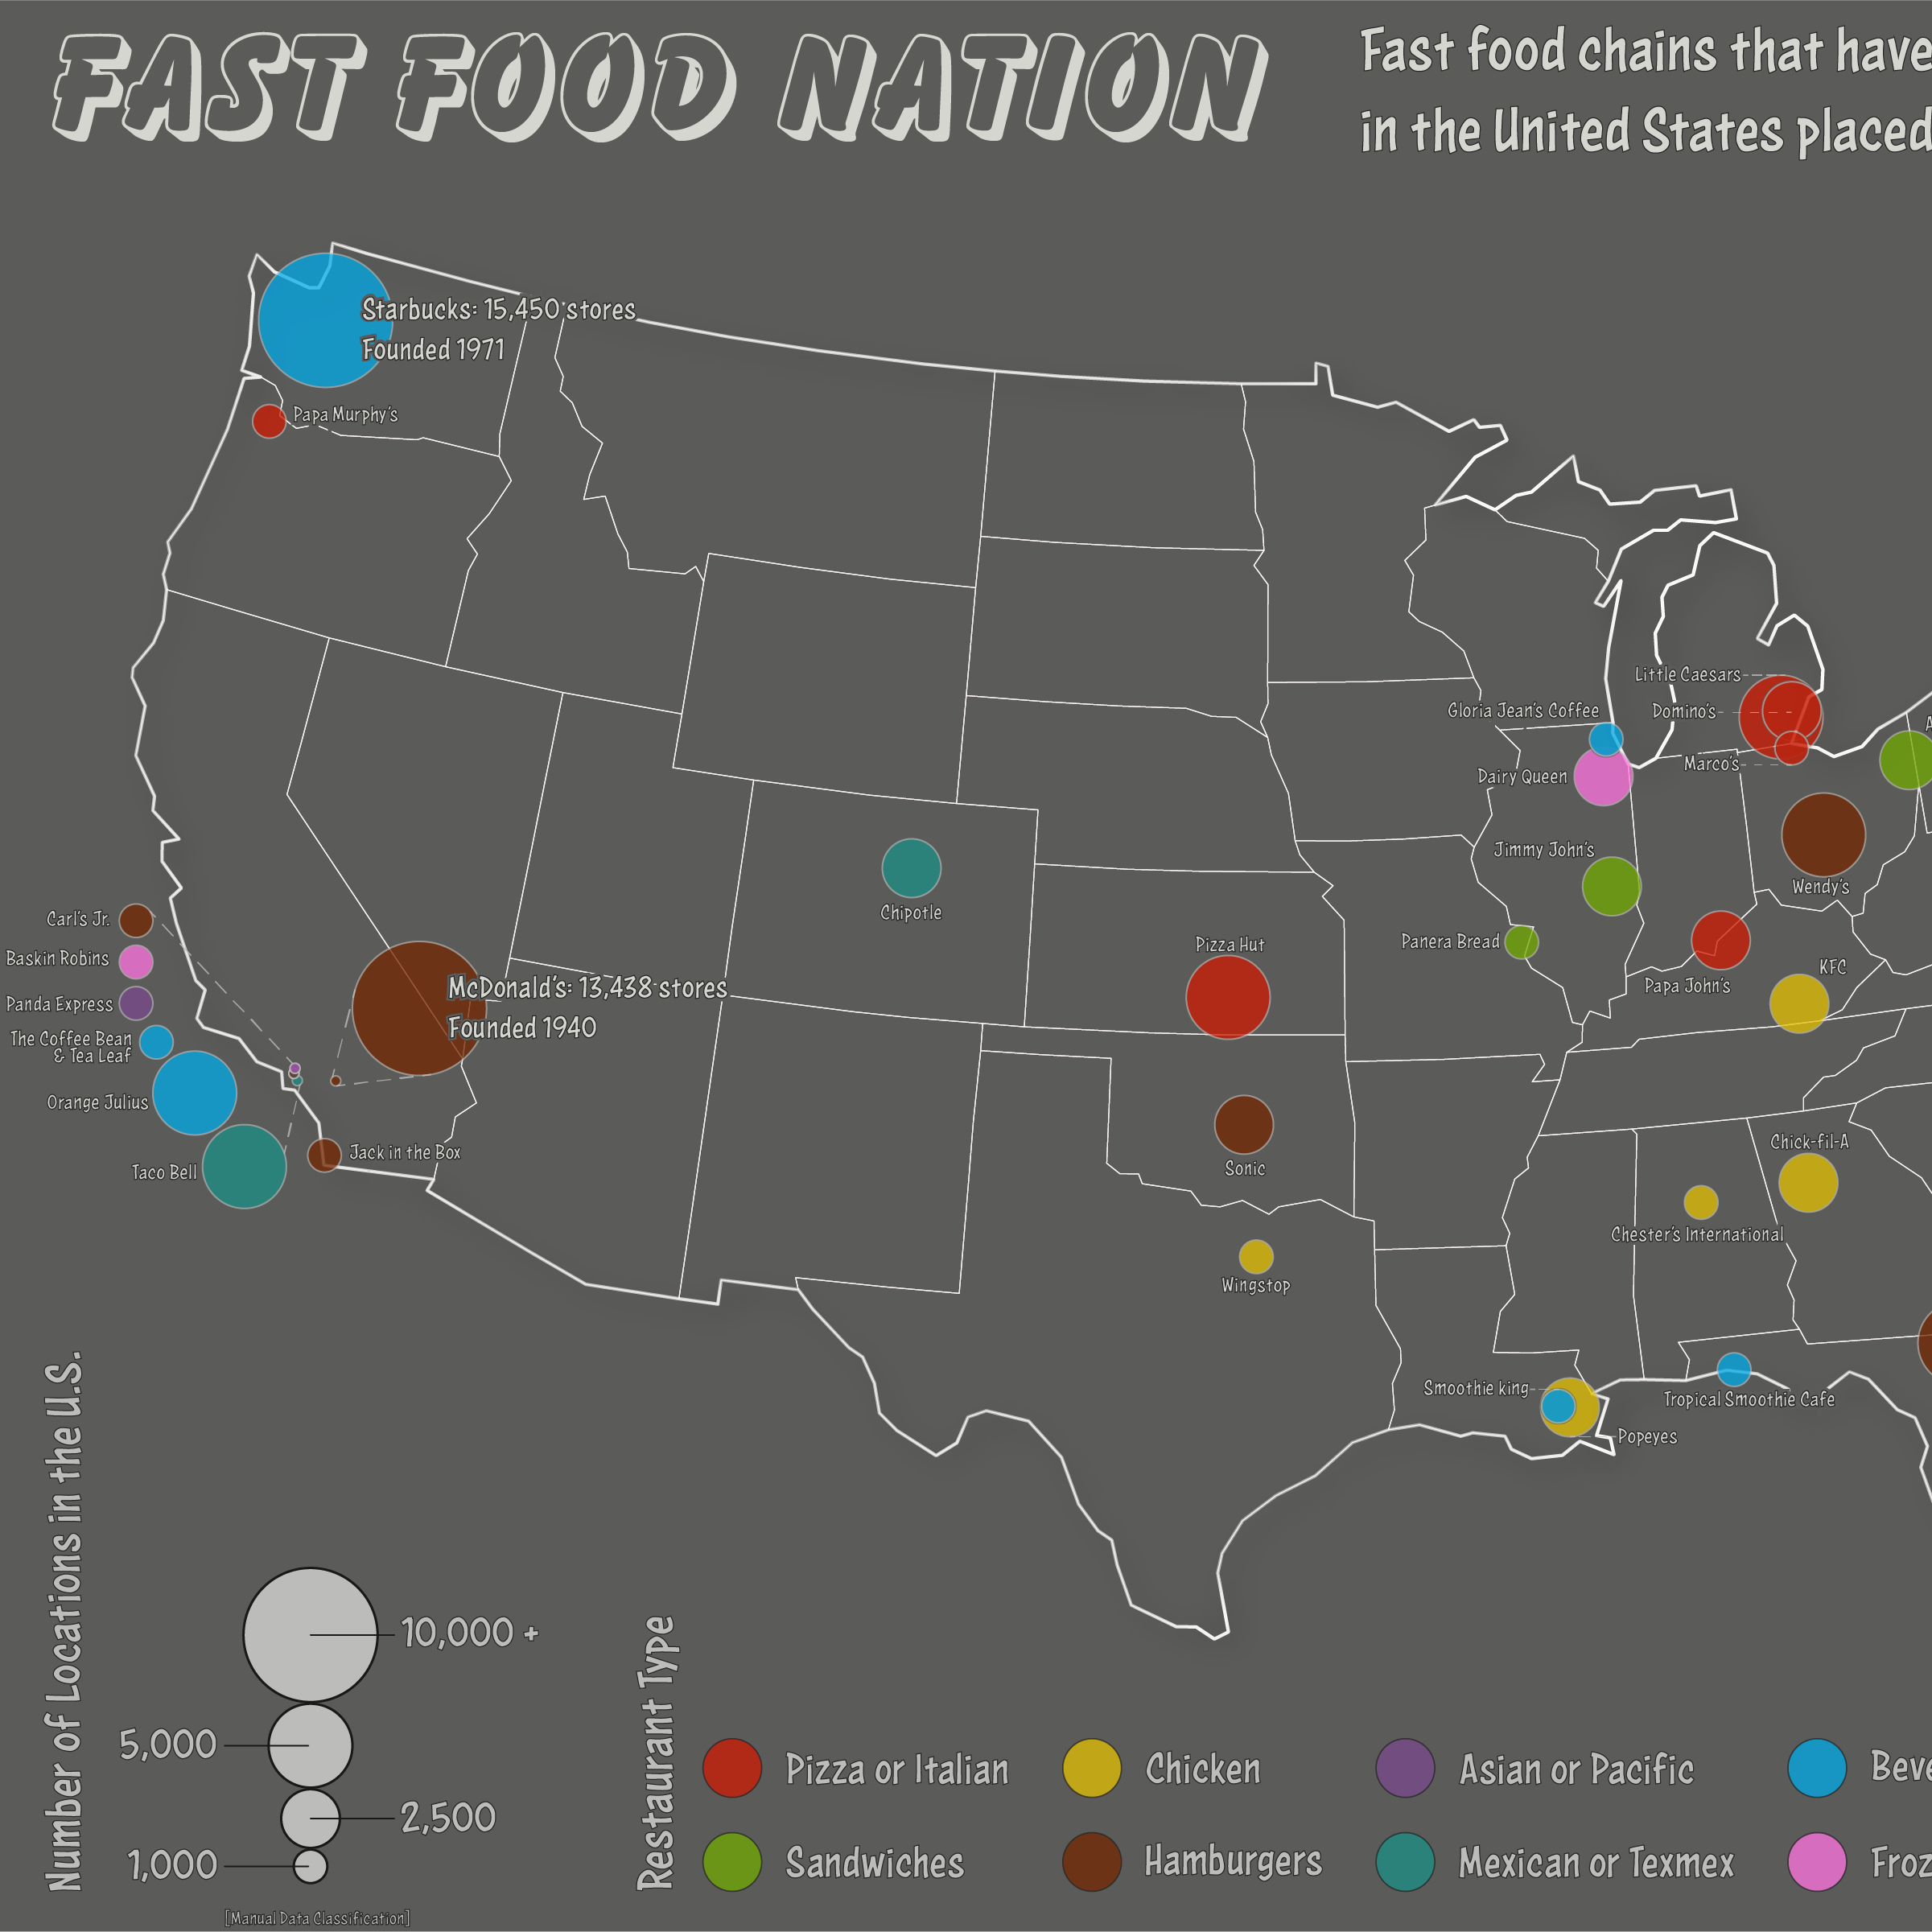 FAST FOOD NATION
Fast food chains that have
in the United States placed
Starbucks: 15,450 stores
Founded 1971
Papa Murphy's
Little Caesars
Gloria Jean's Coffee
Domino's
A
Marco's
Dairy Queen
Jimmy John's
Wendy's
Chipotle
Carl's Jr.
Pizza Hut
Panera Bread
Baskin Robins
KFC
McDonald's: 13,438 stores
Papa John's
Panda Express
Founded 1940
The Coffee Bean
& Tea Leaf
Orange Julius
Chick-fil-A
Jack in the Box
Taco Bell
Sonic
Chester's International
Wingstop
Smoothie king
Tropical Smoothie Cafe
Popeyes
Number of Locations in the U.S.
10,000 +
5,000
2,500
1,000
[Manual Data Classification]
Restaurant Type
Pizza or Italian
Chicken
Asian or Pacific
Beve
Sandwiches
Hamburgers
Mexican or Texmex
Froz